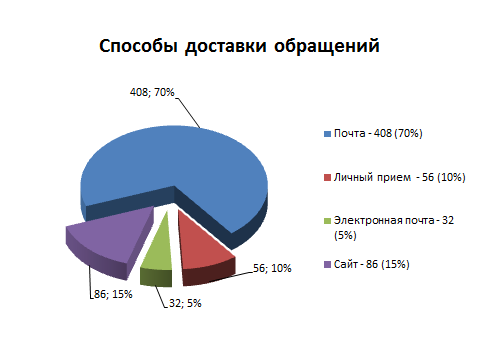 Способы доставки обращений
408; 70%
Почта - 408 (70%)
Личный прием - 56 (10%)
Электронная почта - 32
(5%)
Сайт - 86 (15%)
56; 10%
86; 15%
32; 5%